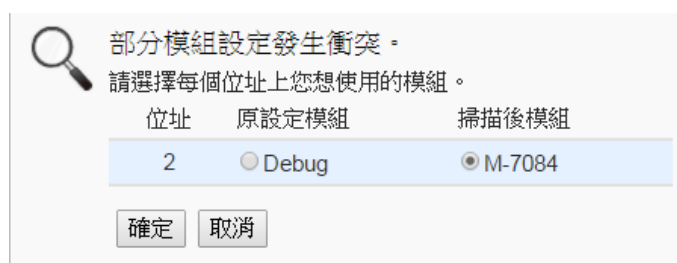 部分模組設定發生衝突。
請選擇每個位址上您想使用的模組。
位址 原設定模組 掃描後模組
2 Debug M-7084
確定 取消